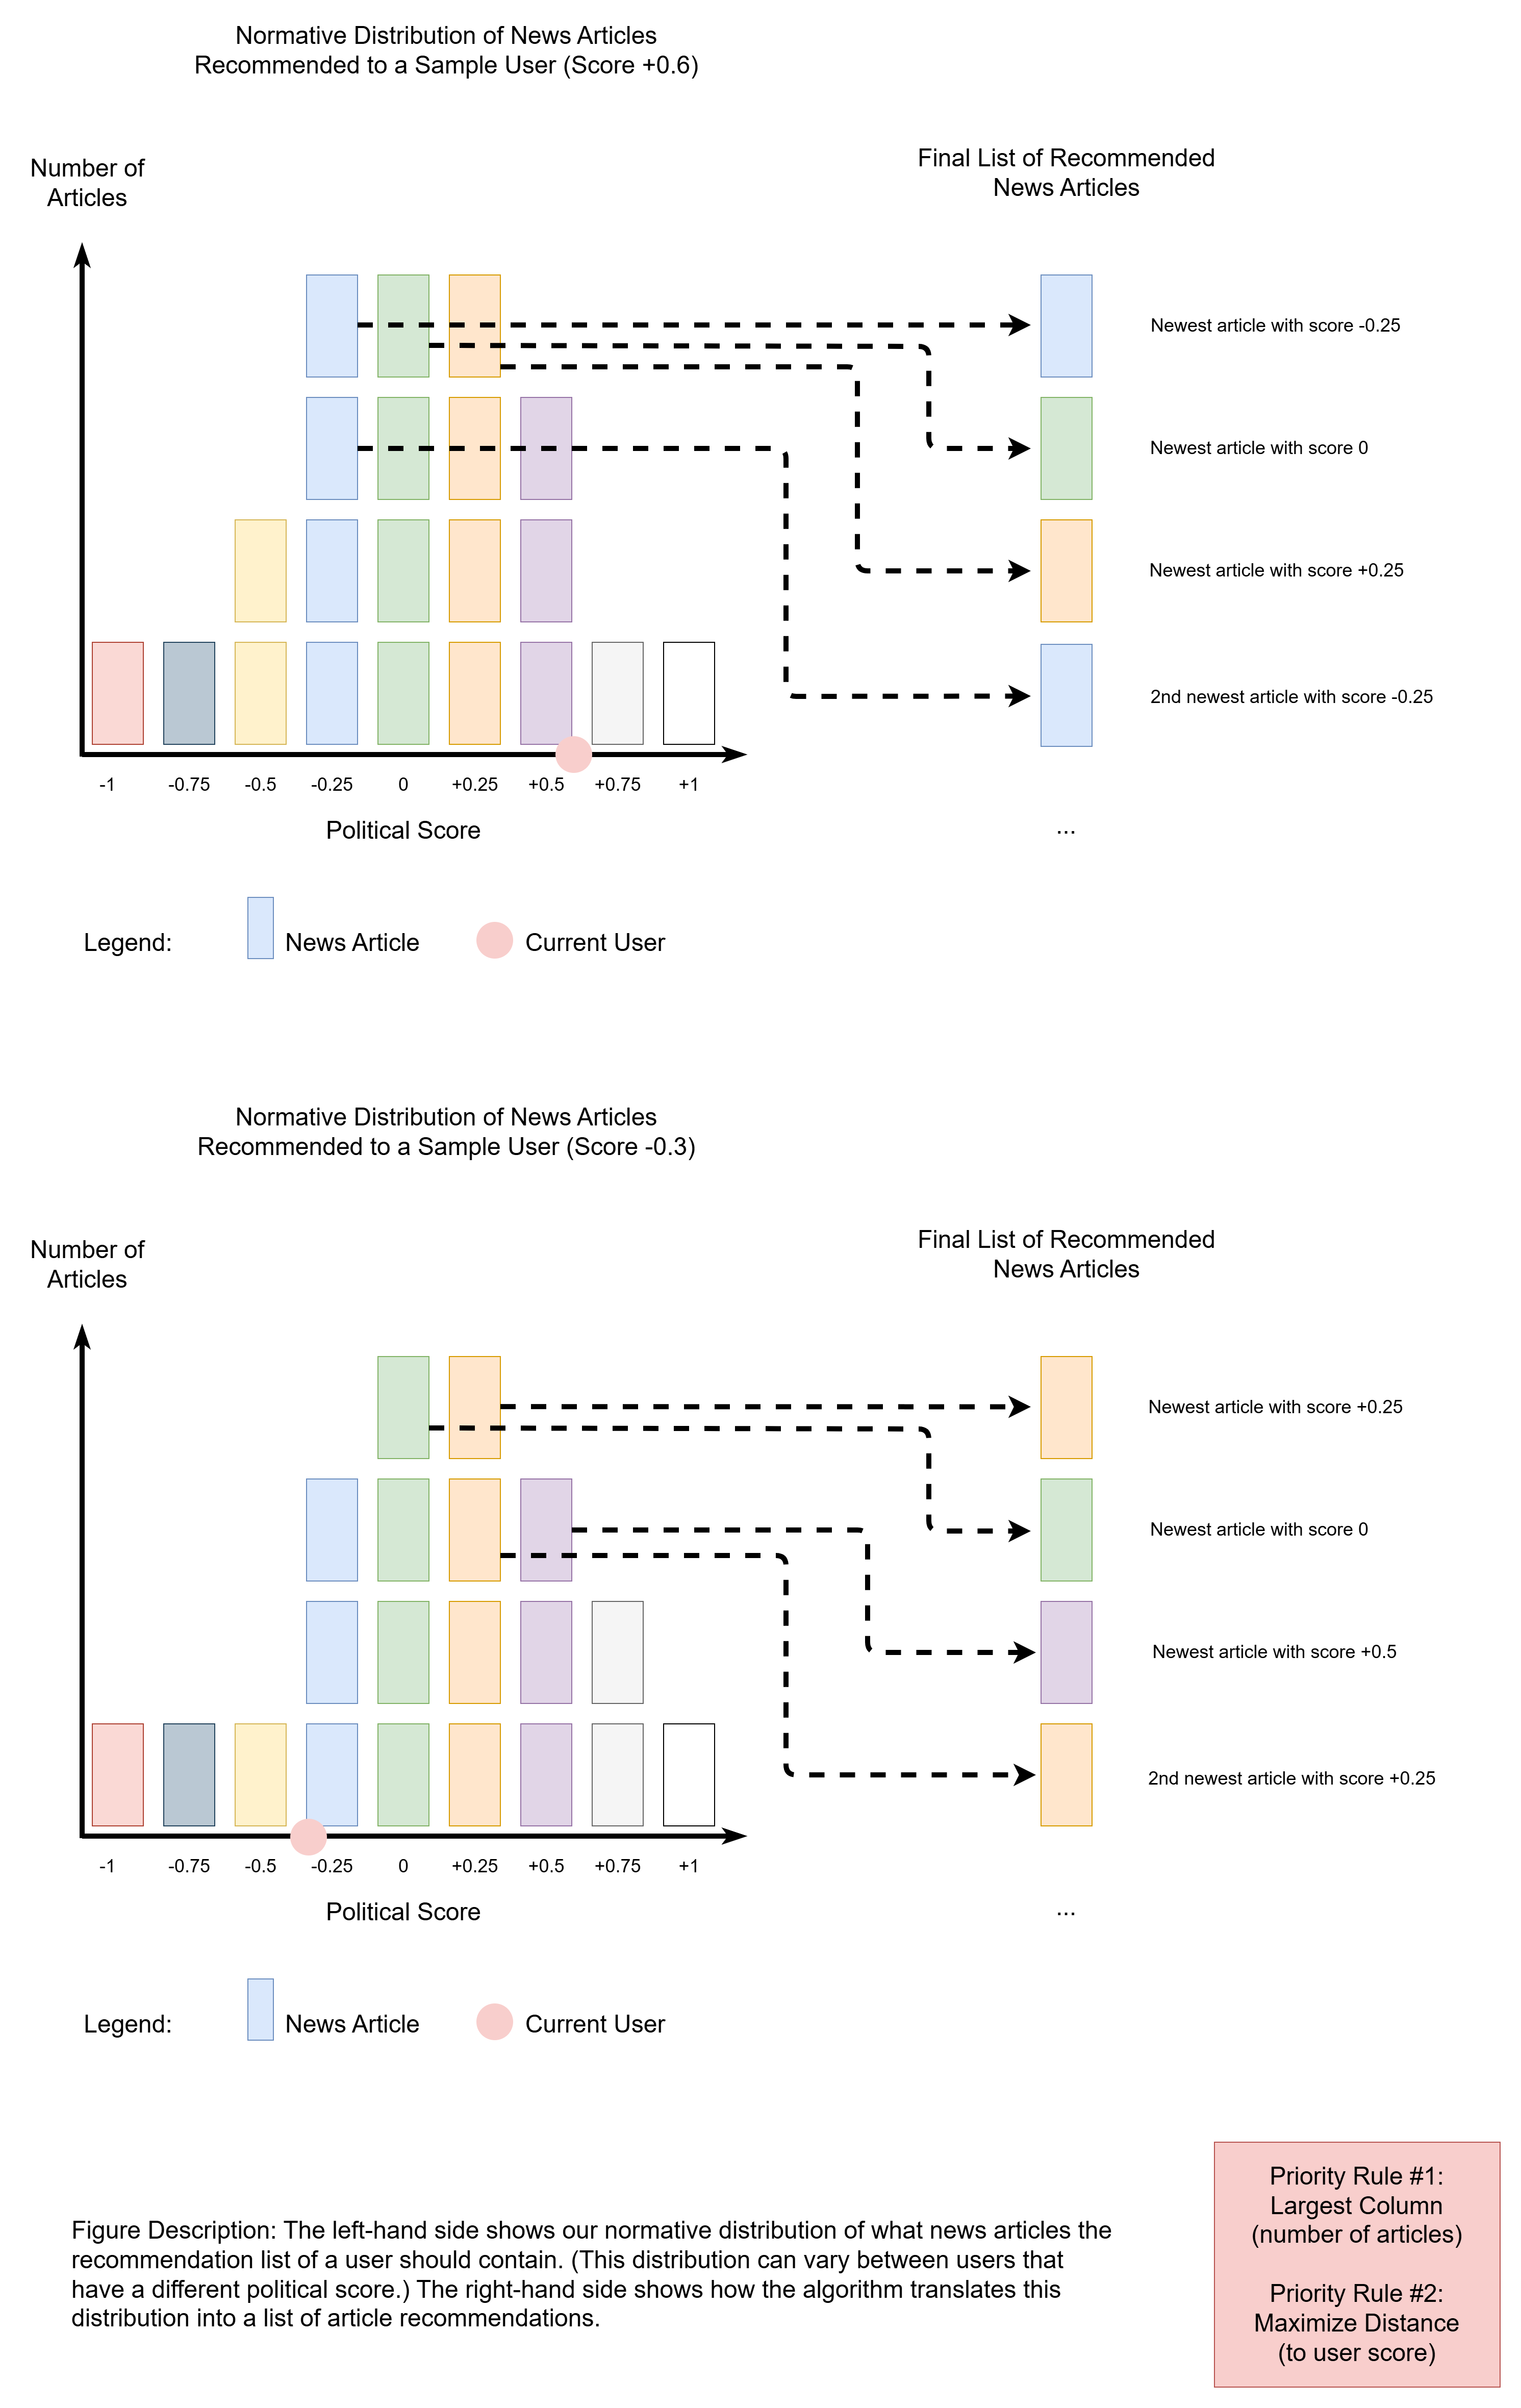 Normative Distribution of News Articles
Recommended to a Sample User (Score +0.6)
Number of
Articles
Final List of Recommended
News Articles
Newest article with score -0.25
Newest article with score 0
Newest article with score +0.25
2nd newest article with score -0.25
-1
-0.75
-0.5
-0.25
0
+0.25
+0.5
+0.75
+1
Political Score
...
Legend:
News Article
Current User
Normative Distribution of News Articles
Recommended to a Sample User (Score -0.3)
Number of
Articles
Final List of Recommended
News Articles
Newest article with score +0.25
Newest article with score 0
Newest article with score +0.5
2nd newest article with score +0.25
-1
-0.75
-0.5
-0.25
0
+0.25
+0.5
+0.75
+1
Political Score
...
Legend:
News Article
Current User
Figure Description: The left-hand side shows our normative distribution of what news articles the
recommendation list of a user should contain. (This distribution can vary between users that
have a different political score.) The right-hand side shows how the algorithm translates this
distribution into a list of article recommendations.
Priority Rule #1:
Largest Column
(number of articles)
Priority Rule #2:
Maximize Distance
(to user score)